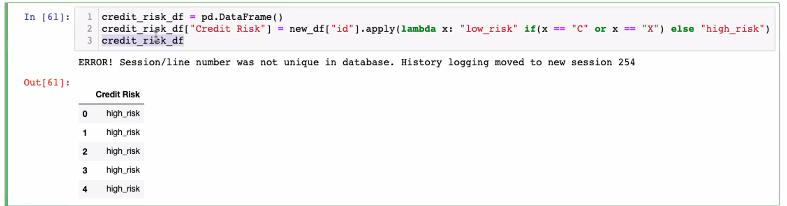 In [61]:
1 credit_risk_df = pd.DataFrame()
2 credit_risk_df["Credit Risk"] = new_df["id"].apply(lambda x: "low_risk" if(x == "C" or x == "X") else "high_risk")
3 credit_risk_df
ERROR! Session/line number was not unique in database. History logging moved to new session 254
Out[61]:
Credit Risk
0 high_risk
1 high_risk
2 high_risk
3 high_risk
4 high_risk